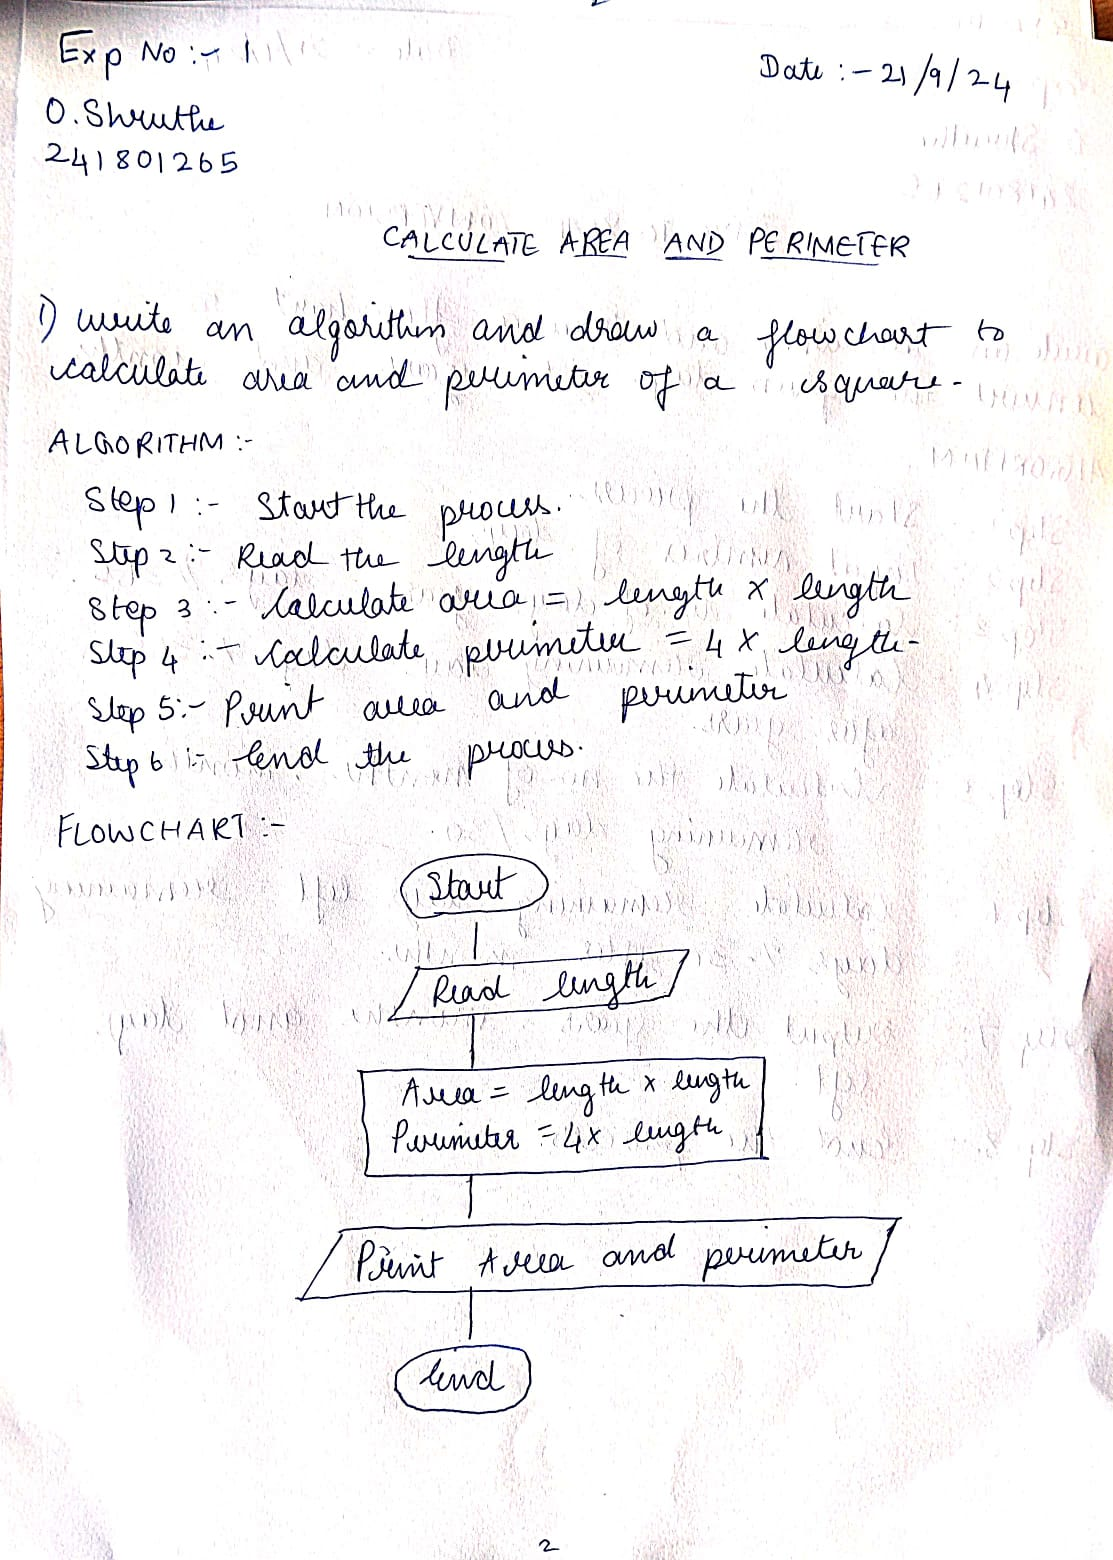 Exp No :- 1
Date :- 21/9/24
O. Shruthe
241801265
CALCULATE AREA AND PERIMETER
1) write an algorithm and draw a flowchart to
calculate area and perimeter of a square.
ALGORITHM :-
Step 1 :- Start the process.
Step 2 :- Read the length
Step 3 :- Calculate area = length x length
Step 4 :- Calculate perimeter = 4 x length.
Step 5 :- Print area and perimeter
Step 6 :- End the process.
FLOWCHART :-
Start
Read length
Area = length x length
Perimeter = 4x length
Print Area and perimeter
End
2